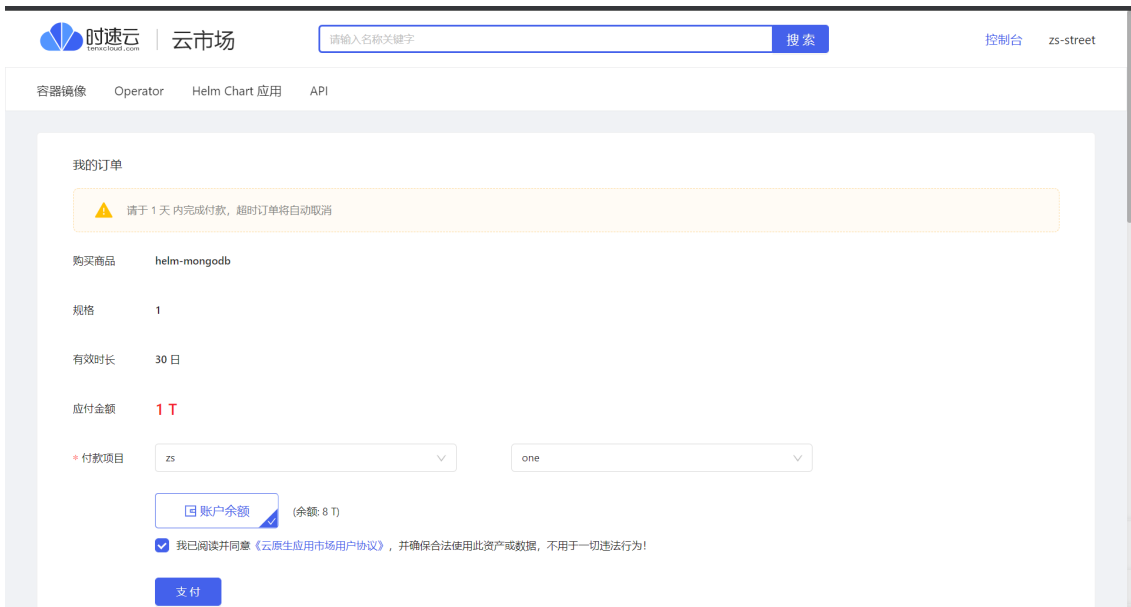 时速云 云市场 请输入名称关键字 搜 索 控制台 zs-street
tenxcloud.com
容器镜像 Operator Helm Chart 应用 API
我的订单
请于 1 天 内完成付款，超时订单将自动取消
购买商品 helm-mongodb
规格 1
有效时长 30 日
应付金额 1 T
* 付款项目 zs one
账户余额 (余额: 8 T)
我已阅读并同意《云原生应用市场用户协议》，并确保合法使用此资产或数据，不用于一切违法行为！
支 付